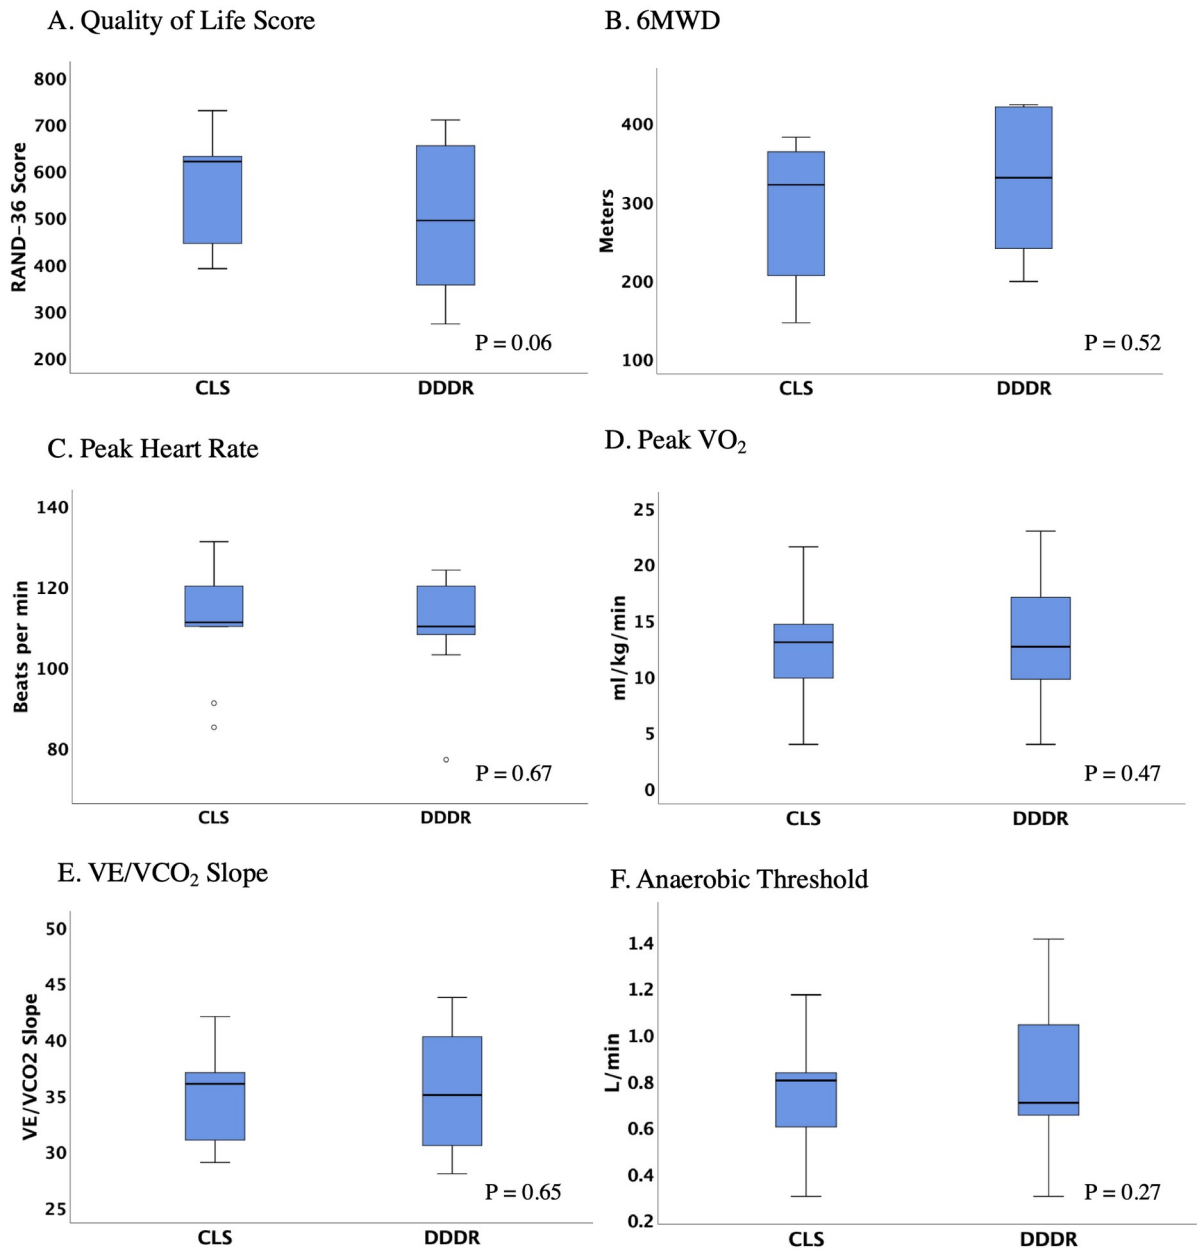 A. Quality of Life Score
800
700
600
500
400
300
200
RAND-36 Score
P = 0.06
CLS
DDDR
B. 6MWD
400
300
200
100
Meters
P = 0.52
CLS
DDDR
C. Peak Heart Rate
140
120
100
80
Beats per min
P = 0.67
CLS
DDDR
D. Peak VO₂
25
20
15
10
5
0
ml/kg/min
P = 0.47
CLS
DDDR
E. VE/VCO₂ Slope
50
45
40
35
30
25
VE/VCO2 Slope
P = 0.65
CLS
DDDR
F. Anaerobic Threshold
1.4
1.2
1.0
0.8
0.6
0.4
0.2
L/min
P = 0.27
CLS
DDDR